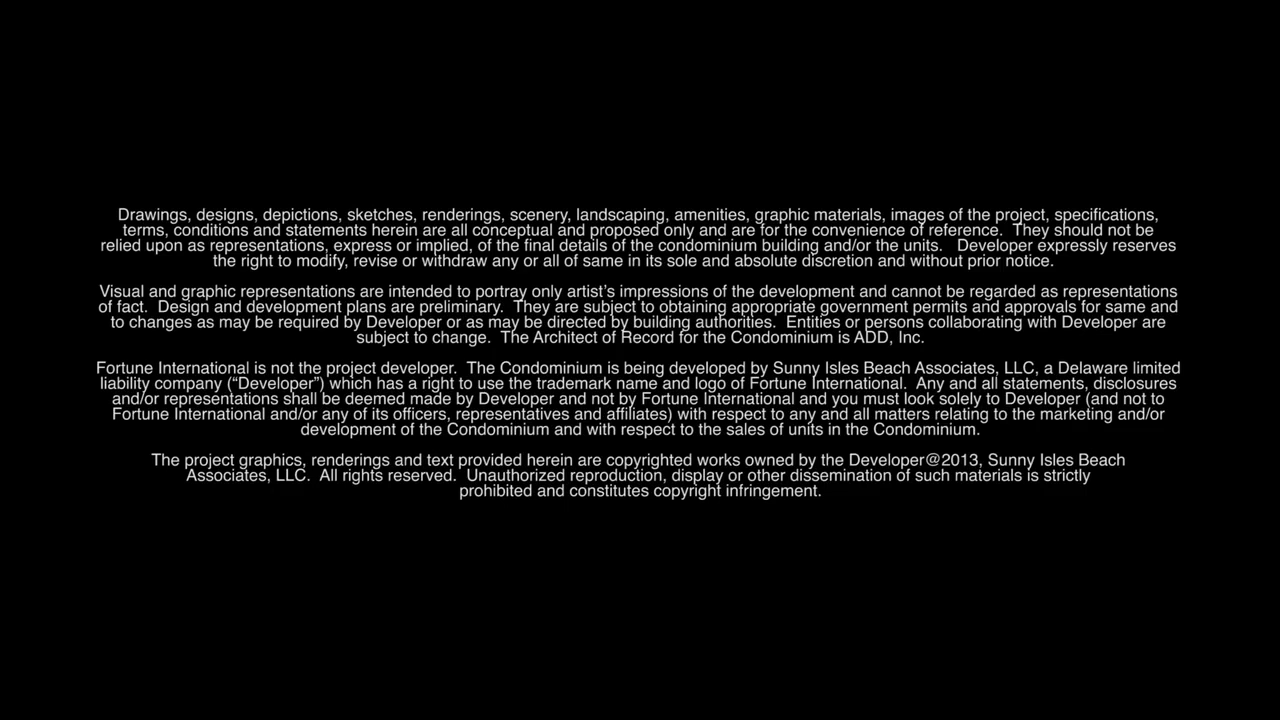 Drawings, designs, depictions, sketches, renderings, scenery, landscaping, amenities, graphic materials, images of the project, specifications,
terms, conditions and statements herein are all conceptual and proposed only and are for the convenience of reference.  They should not be
relied upon as representations, express or implied, of the final details of the condominium building and/or the units.   Developer expressly reserves
the right to modify, revise or withdraw any or all of same in its sole and absolute discretion and without prior notice.
Visual and graphic representations are intended to portray only artist’s impressions of the development and cannot be regarded as representations
of fact.  Design and development plans are preliminary.  They are subject to obtaining appropriate government permits and approvals for same and
to changes as may be required by Developer or as may be directed by building authorities.  Entities or persons collaborating with Developer are
subject to change.  The Architect of Record for the Condominium is ADD, Inc.
Fortune International is not the project developer.  The Condominium is being developed by Sunny Isles Beach Associates, LLC, a Delaware limited
liability company (“Developer”) which has a right to use the trademark name and logo of Fortune International.  Any and all statements, disclosures
and/or representations shall be deemed made by Developer and not by Fortune International and you must look solely to Developer (and not to
Fortune International and/or any of its officers, representatives and affiliates) with respect to any and all matters relating to the marketing and/or
development of the Condominium and with respect to the sales of units in the Condominium.
The project graphics, renderings and text provided herein are copyrighted works owned by the Developer@2013, Sunny Isles Beach
Associates, LLC.  All rights reserved.  Unauthorized reproduction, display or other dissemination of such materials is strictly
prohibited and constitutes copyright infringement.